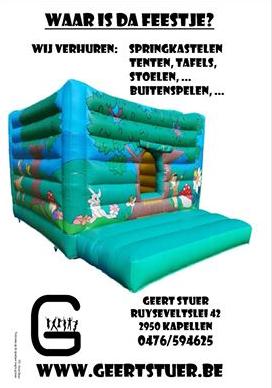 WAAR IS DA FEESTJE?
WIJ VERHUREN: SPRINGKASTELEN
TENTEN, TAFELS,
STOELEN, ...
BUITENSPELEN, ...
G
GEERT STUER
RUYSEVELTSLEI 42
2950 KAPELLEN
0476/594625
WWW.GEERTSTUER.BE